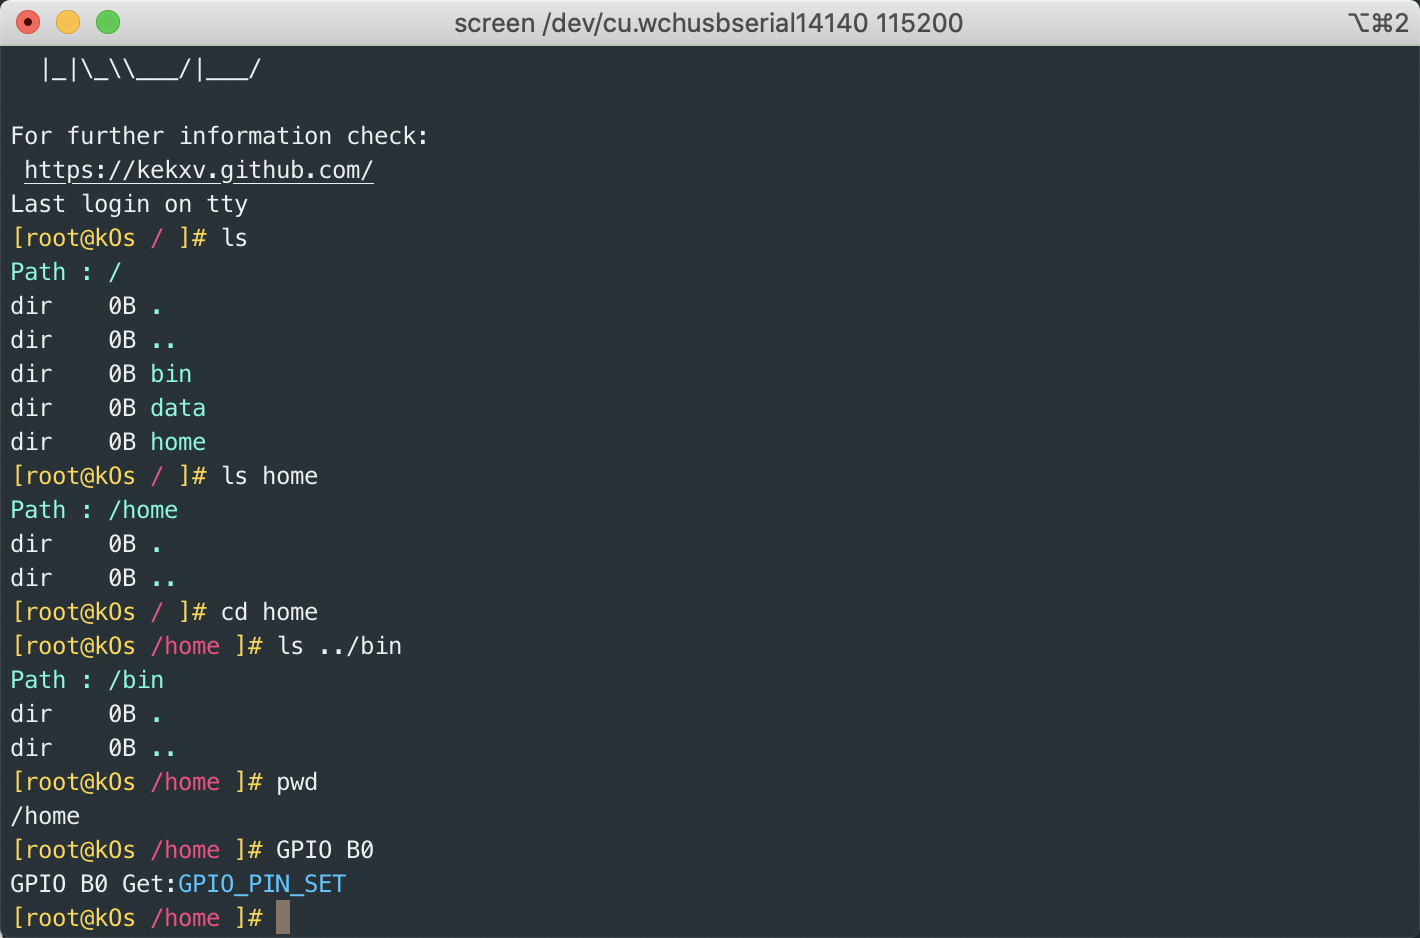 screen /dev/cu.wchusbserial14140 115200 ⌥⌘2
|_|\_\\___/|___/
For further information check:
https://kekxv.github.com/
Last login on tty
[root@kOs / ]# ls
Path : /
dir    0B .
dir    0B ..
dir    0B bin
dir    0B data
dir    0B home
[root@kOs / ]# ls home
Path : /home
dir    0B .
dir    0B ..
[root@kOs / ]# cd home
[root@kOs /home ]# ls ../bin
Path : /bin
dir    0B .
dir    0B ..
[root@kOs /home ]# pwd
/home
[root@kOs /home ]# GPIO B0
GPIO B0 Get:GPIO_PIN_SET
[root@kOs /home ]#